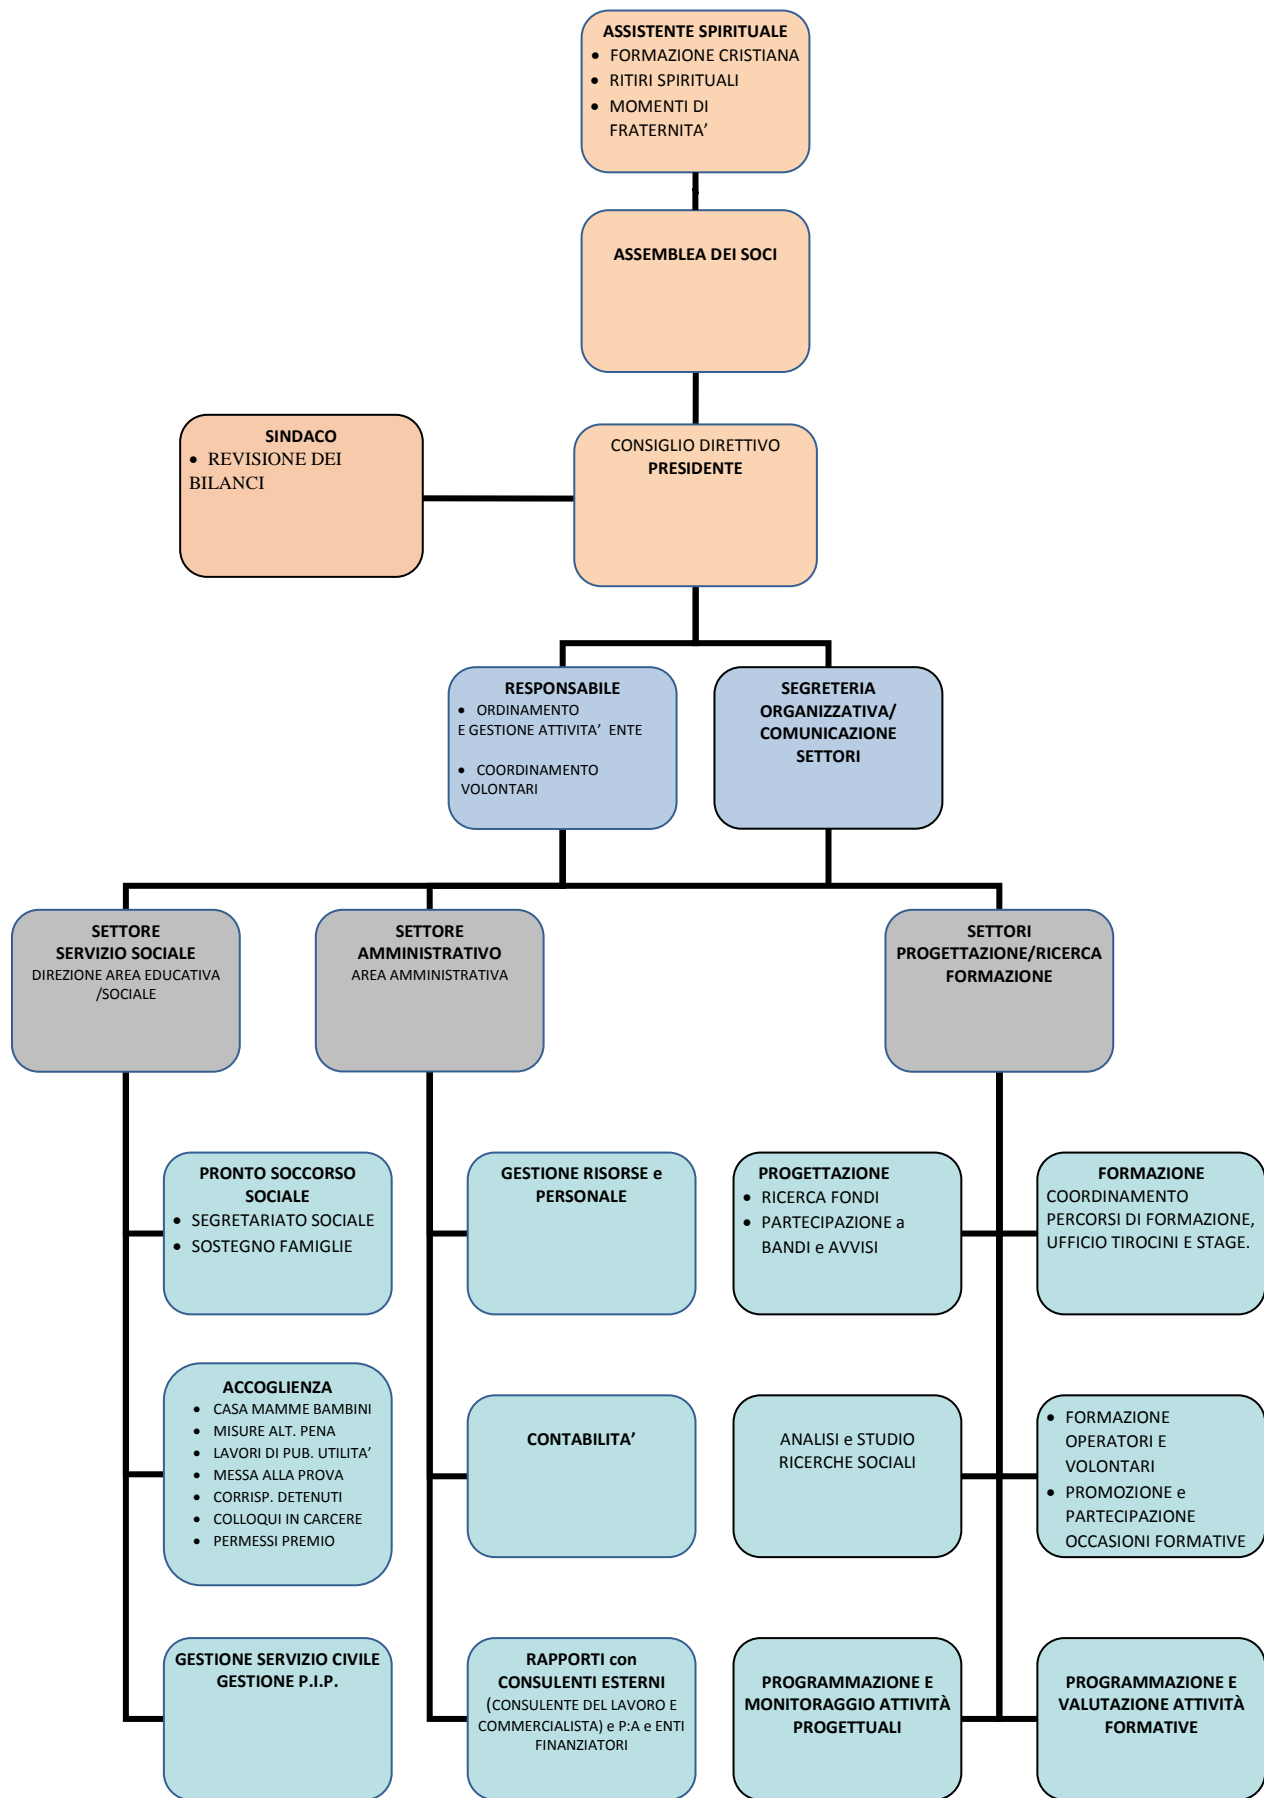 ASSISTENTE SPIRITUALE
• FORMAZIONE CRISTIANA
• RITIRI SPIRITUALI
• MOMENTI DI
FRATERNITA’
ASSEMBLEA DEI SOCI
SINDACO
• REVISIONE DEI
BILANCI
CONSIGLIO DIRETTIVO
PRESIDENTE
RESPONSABILE
• ORDINAMENTO
E GESTIONE ATTIVITA’ ENTE
• COORDINAMENTO
VOLONTARI
SEGRETERIA
ORGANIZZATIVA/
COMUNICAZIONE
SETTORI
SETTORE
SERVIZIO SOCIALE
DIREZIONE AREA EDUCATIVA
/SOCIALE
SETTORE
AMMINISTRATIVO
AREA AMMINISTRATIVA
SETTORI
PROGETTAZIONE/RICERCA
FORMAZIONE
PRONTO SOCCORSO
SOCIALE
• SEGRETARIATO SOCIALE
• SOSTEGNO FAMIGLIE
GESTIONE RISORSE e
PERSONALE
PROGETTAZIONE
• RICERCA FONDI
• PARTECIPAZIONE a
BANDI e AVVISI
FORMAZIONE
COORDINAMENTO
PERCORSI DI FORMAZIONE,
UFFICIO TIROCINI E STAGE.
ACCOGLIENZA
• CASA MAMME BAMBINI
• MISURE ALT. PENA
• LAVORI DI PUB. UTILITA’
• MESSA ALLA PROVA
• CORRISP. DETENUTI
• COLLOQUI IN CARCERE
• PERMESSI PREMIO
CONTABILITA’
ANALISI e STUDIO
RICERCHE SOCIALI
• FORMAZIONE
OPERATORI E
VOLONTARI
• PROMOZIONE e
PARTECIPAZIONE
OCCASIONI FORMATIVE
GESTIONE SERVIZIO CIVILE
GESTIONE P.I.P.
RAPPORTI con
CONSULENTI ESTERNI
(CONSULENTE DEL LAVORO E
COMMERCIALISTA) e P:A e ENTI
FINANZIATORI
PROGRAMMAZIONE E
MONITORAGGIO ATTIVITÀ
PROGETTUALI
PROGRAMMAZIONE E
VALUTAZIONE ATTIVITÀ
FORMATIVE